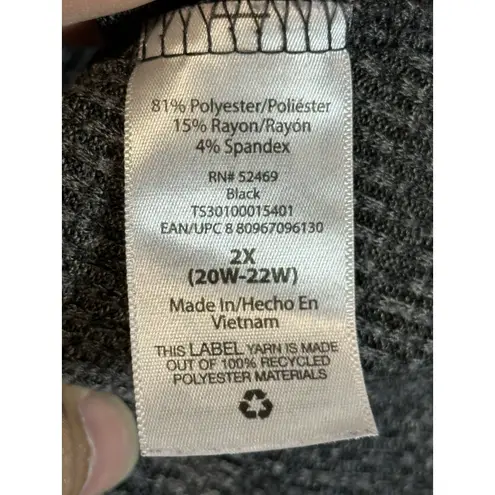 81% Polyester/Poliéster
15% Rayon/Rayón
4% Spandex
RN# 52469
Black
TS30100015401
EAN/UPC 8 80967096130
2X
(20W-22W)
Made In/Hecho En
Vietnam
THIS LABEL YARN IS MADE
OUT OF 100% RECYCLED
POLYESTER MATERIALS